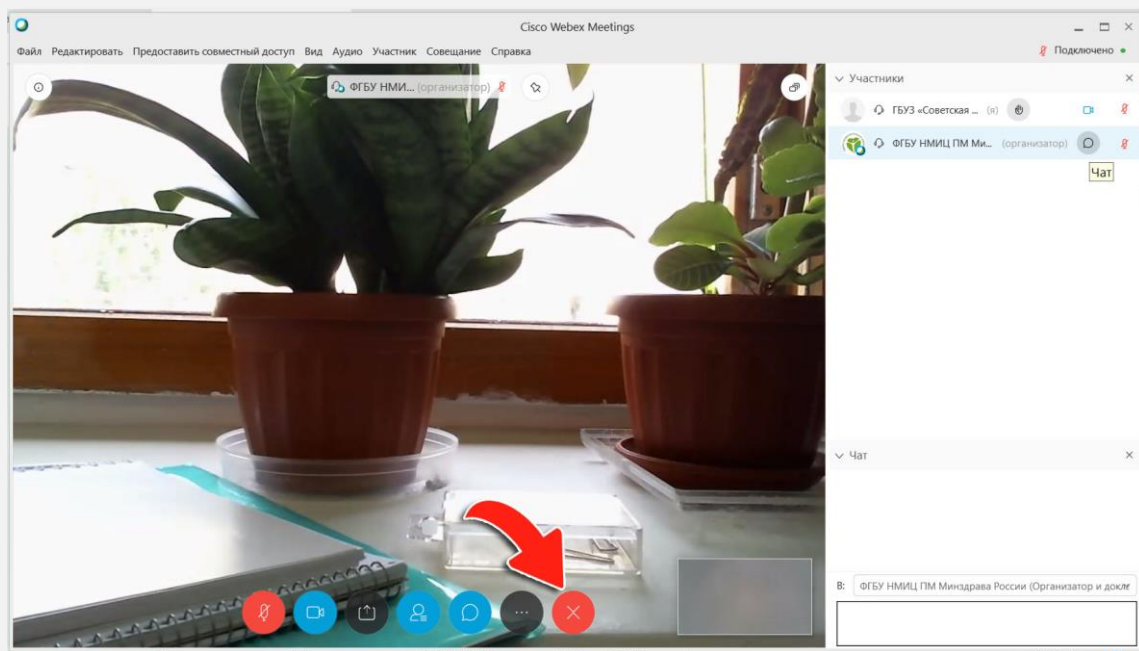 Cisco Webex Meetings
Файл Редактировать Предоставить совместный доступ Вид Аудио Участник Совещание Справка
Подключено
ФГБУ НМИ... (организатор)
Участники
ГБУЗ «Советская ... (я)
ФГБУ НМИЦ ПМ Ми... (организатор)
Чат
Чат
В: ФГБУ НМИЦ ПМ Минздрава России (Организатор и докл